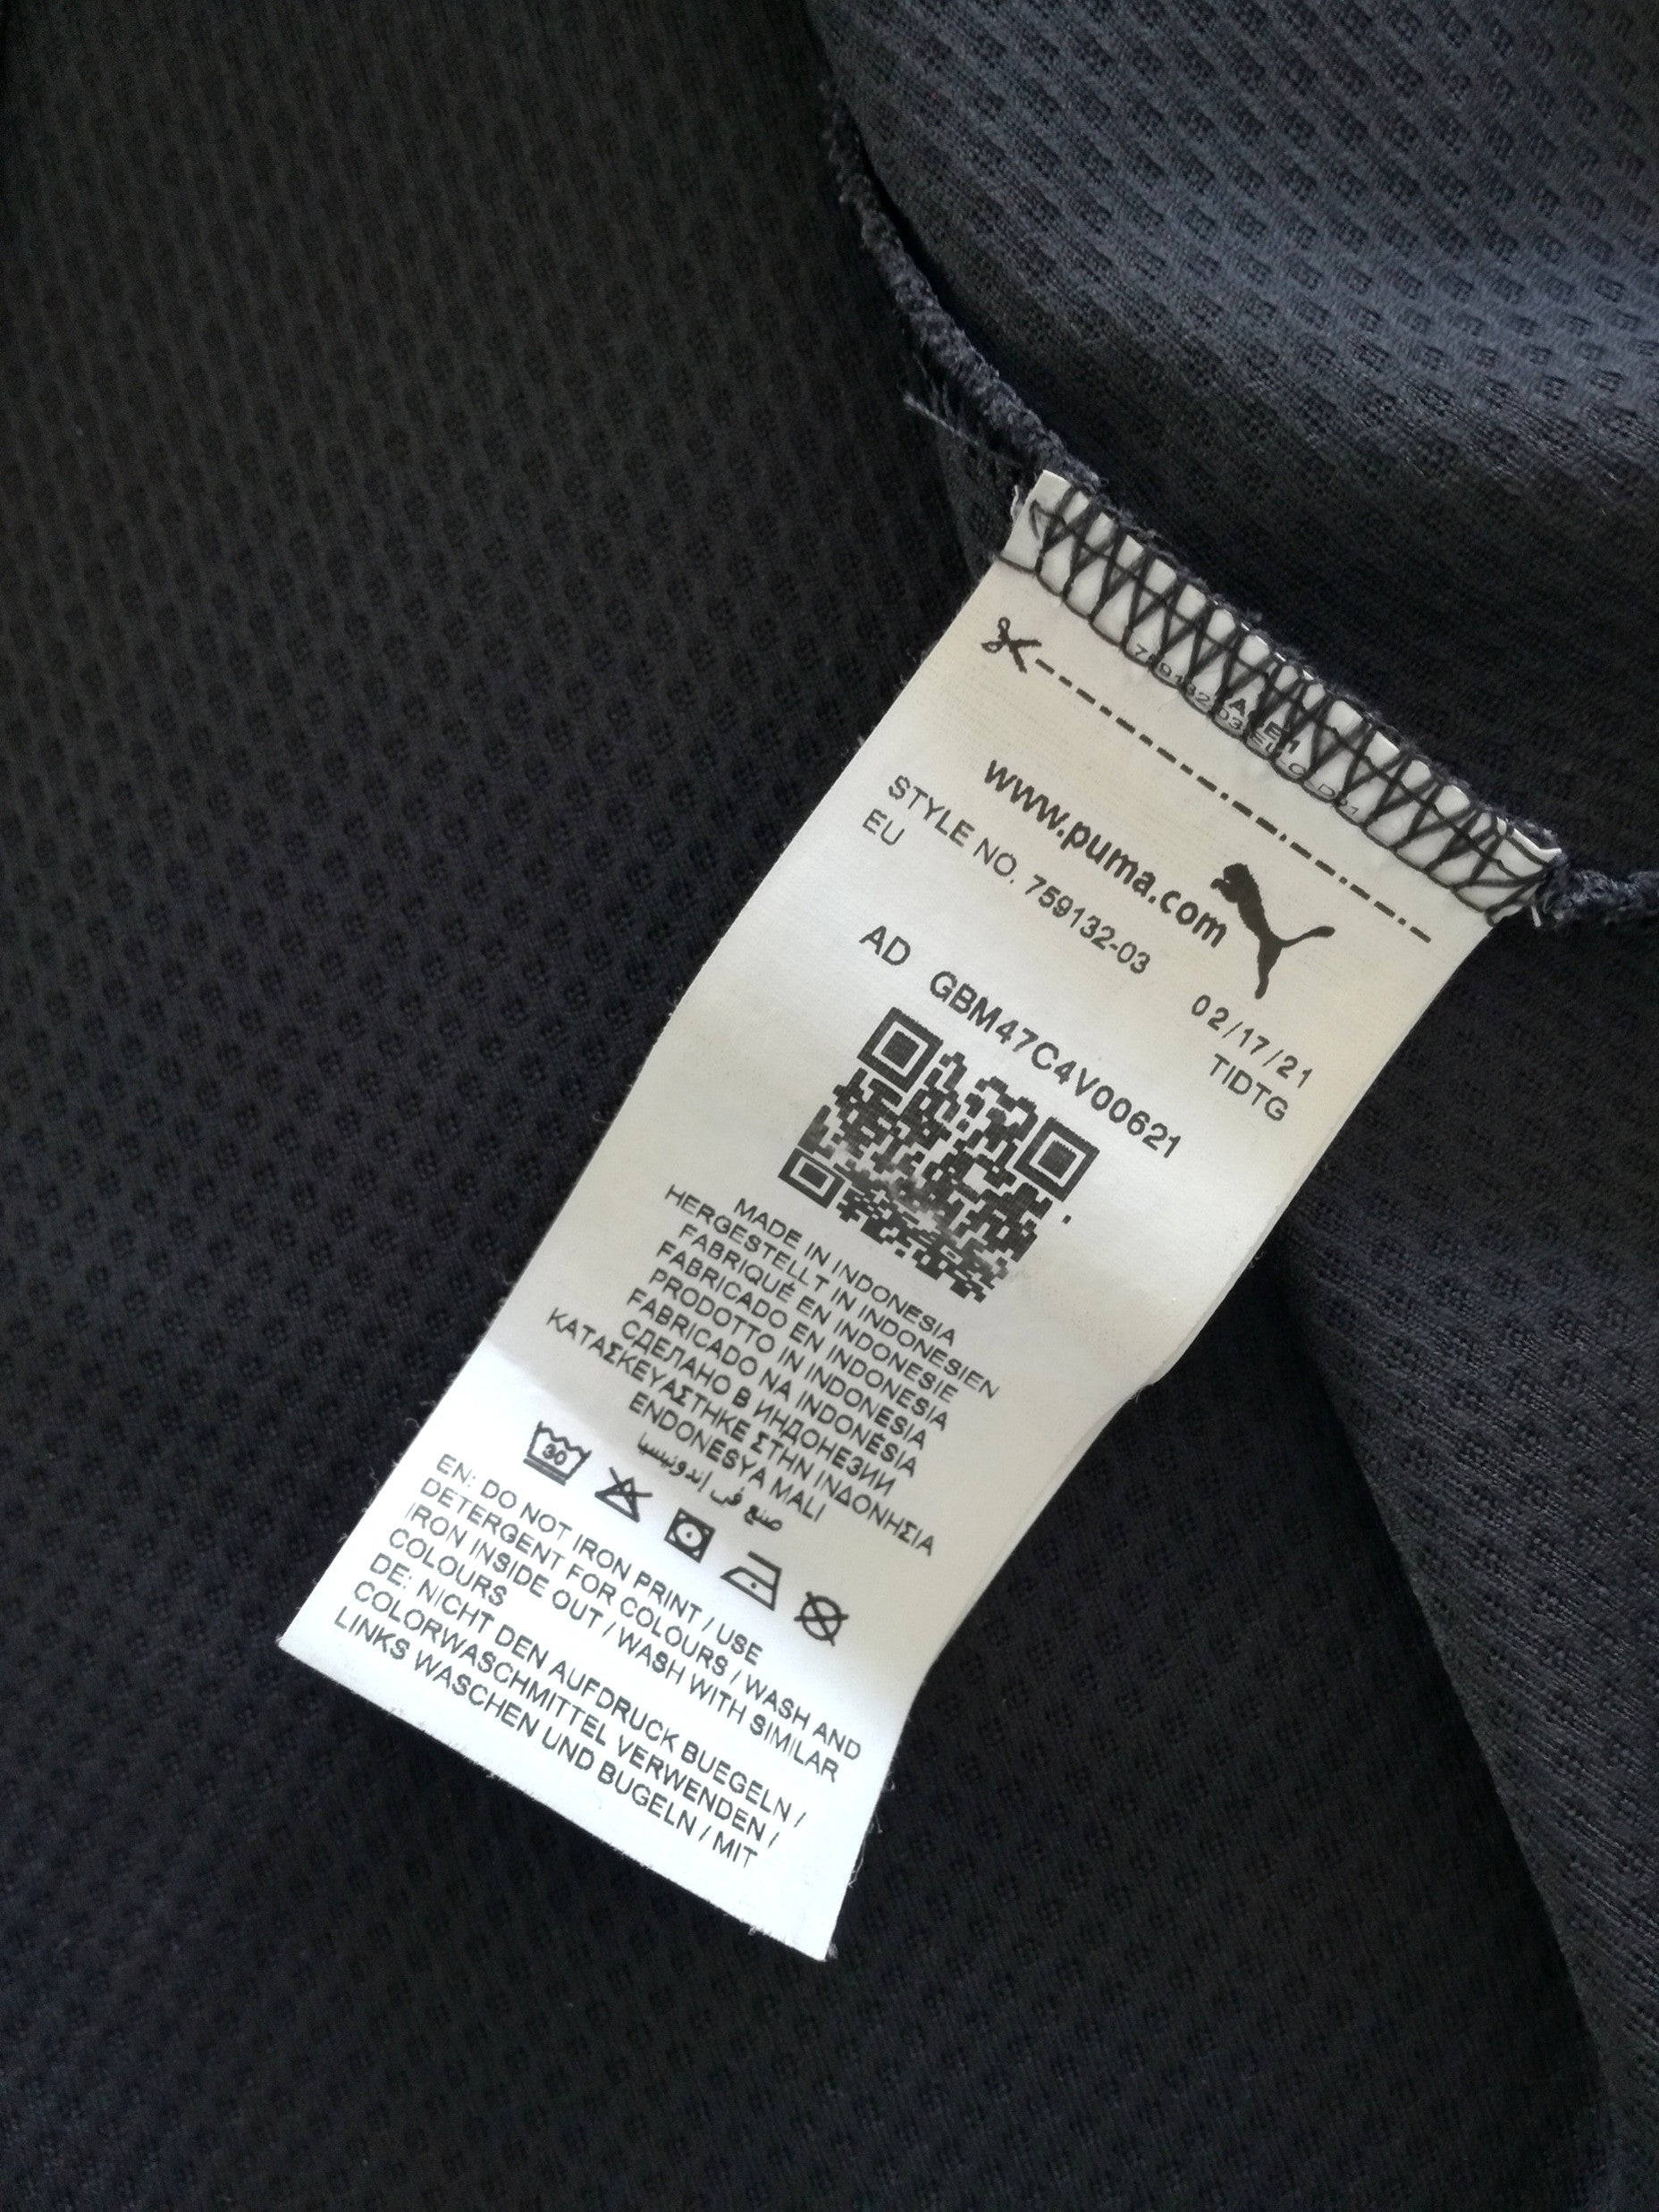 www.puma.com
STYLE NO. 759132-03
EU
02/17/21
TIDTG
AD GBM47C4V00621
MADE IN INDONESIA
HERGESTELLT IN INDONESIEN
FABRIQUÉ EN INDONESIE
FABRICADO EN INDONESIA
PRODOTTO IN INDONESIA
FABRICADO NA INDONÉSIA
СДЕЛАНО В ИНДОНЕЗИИ
ΚΑΤΑΣΚΕΥΑΣΤΗΚΕ ΣΤΗΝ ΙΝΔΟΝΗΣΙΑ
ENDONESYA MALI
صنع في إندونيسيا
30
EN: DO NOT IRON PRINT / USE
DETERGENT FOR COLOURS / WASH AND
IRON INSIDE OUT / WASH WITH SIMILAR
COLOURS
DE: NICHT DEN AUFDRUCK BUEGELN /
COLORWASCHMITTEL VERWENDEN /
LINKS WASCHEN UND BUGELN / MIT